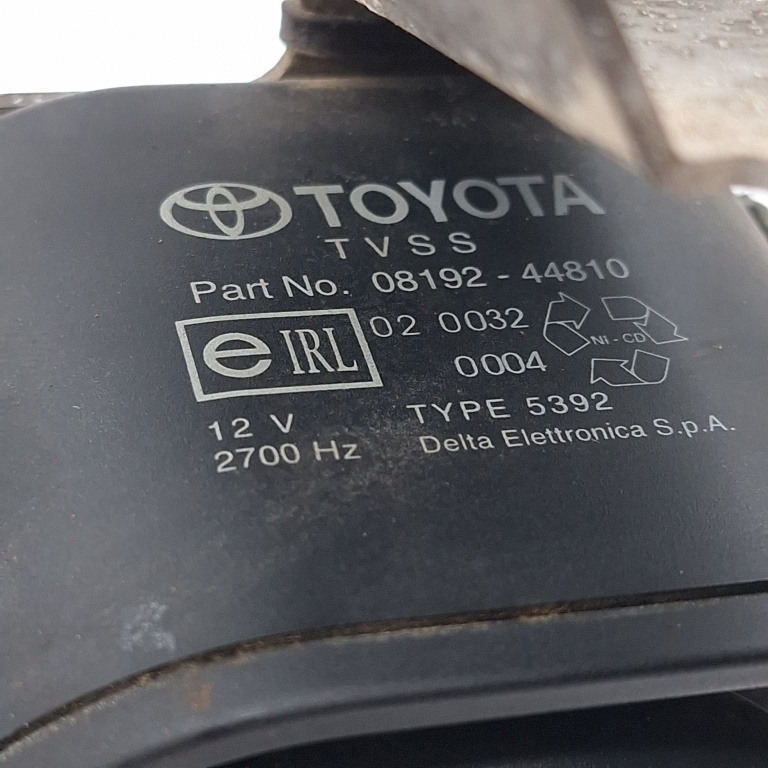 TOYOTA
TVSS
Part No. 08192 - 44810
e IRL 02 0032
0004
NI - CD
12 V TYPE 5392
2700 Hz Delta Elettronica S.p.A.